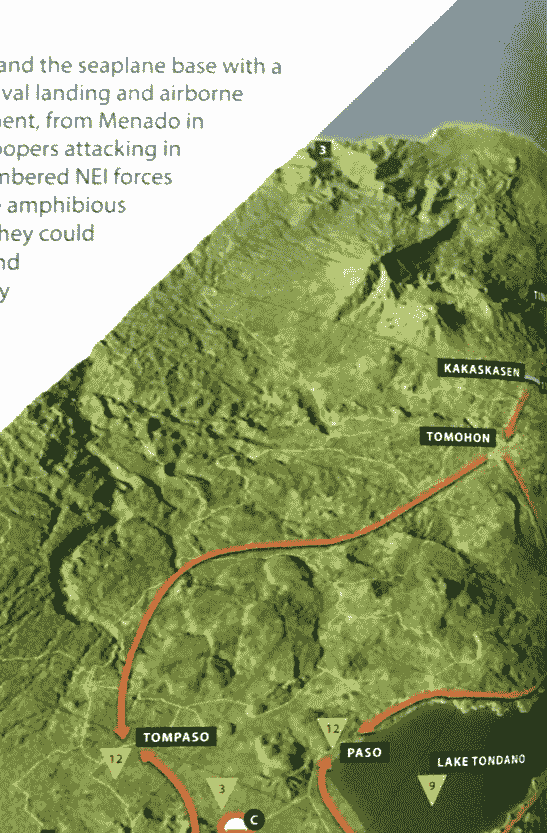 and the seaplane base with a
val landing and airborne
ent, from Menado in
oopers attacking in
mbered NEI forces
amphibious
hey could
nd
y
3
KAKASKASEN
TOMOHON
12
TOMPASO
12
PASO
LAKE TONDANO
3
9
C